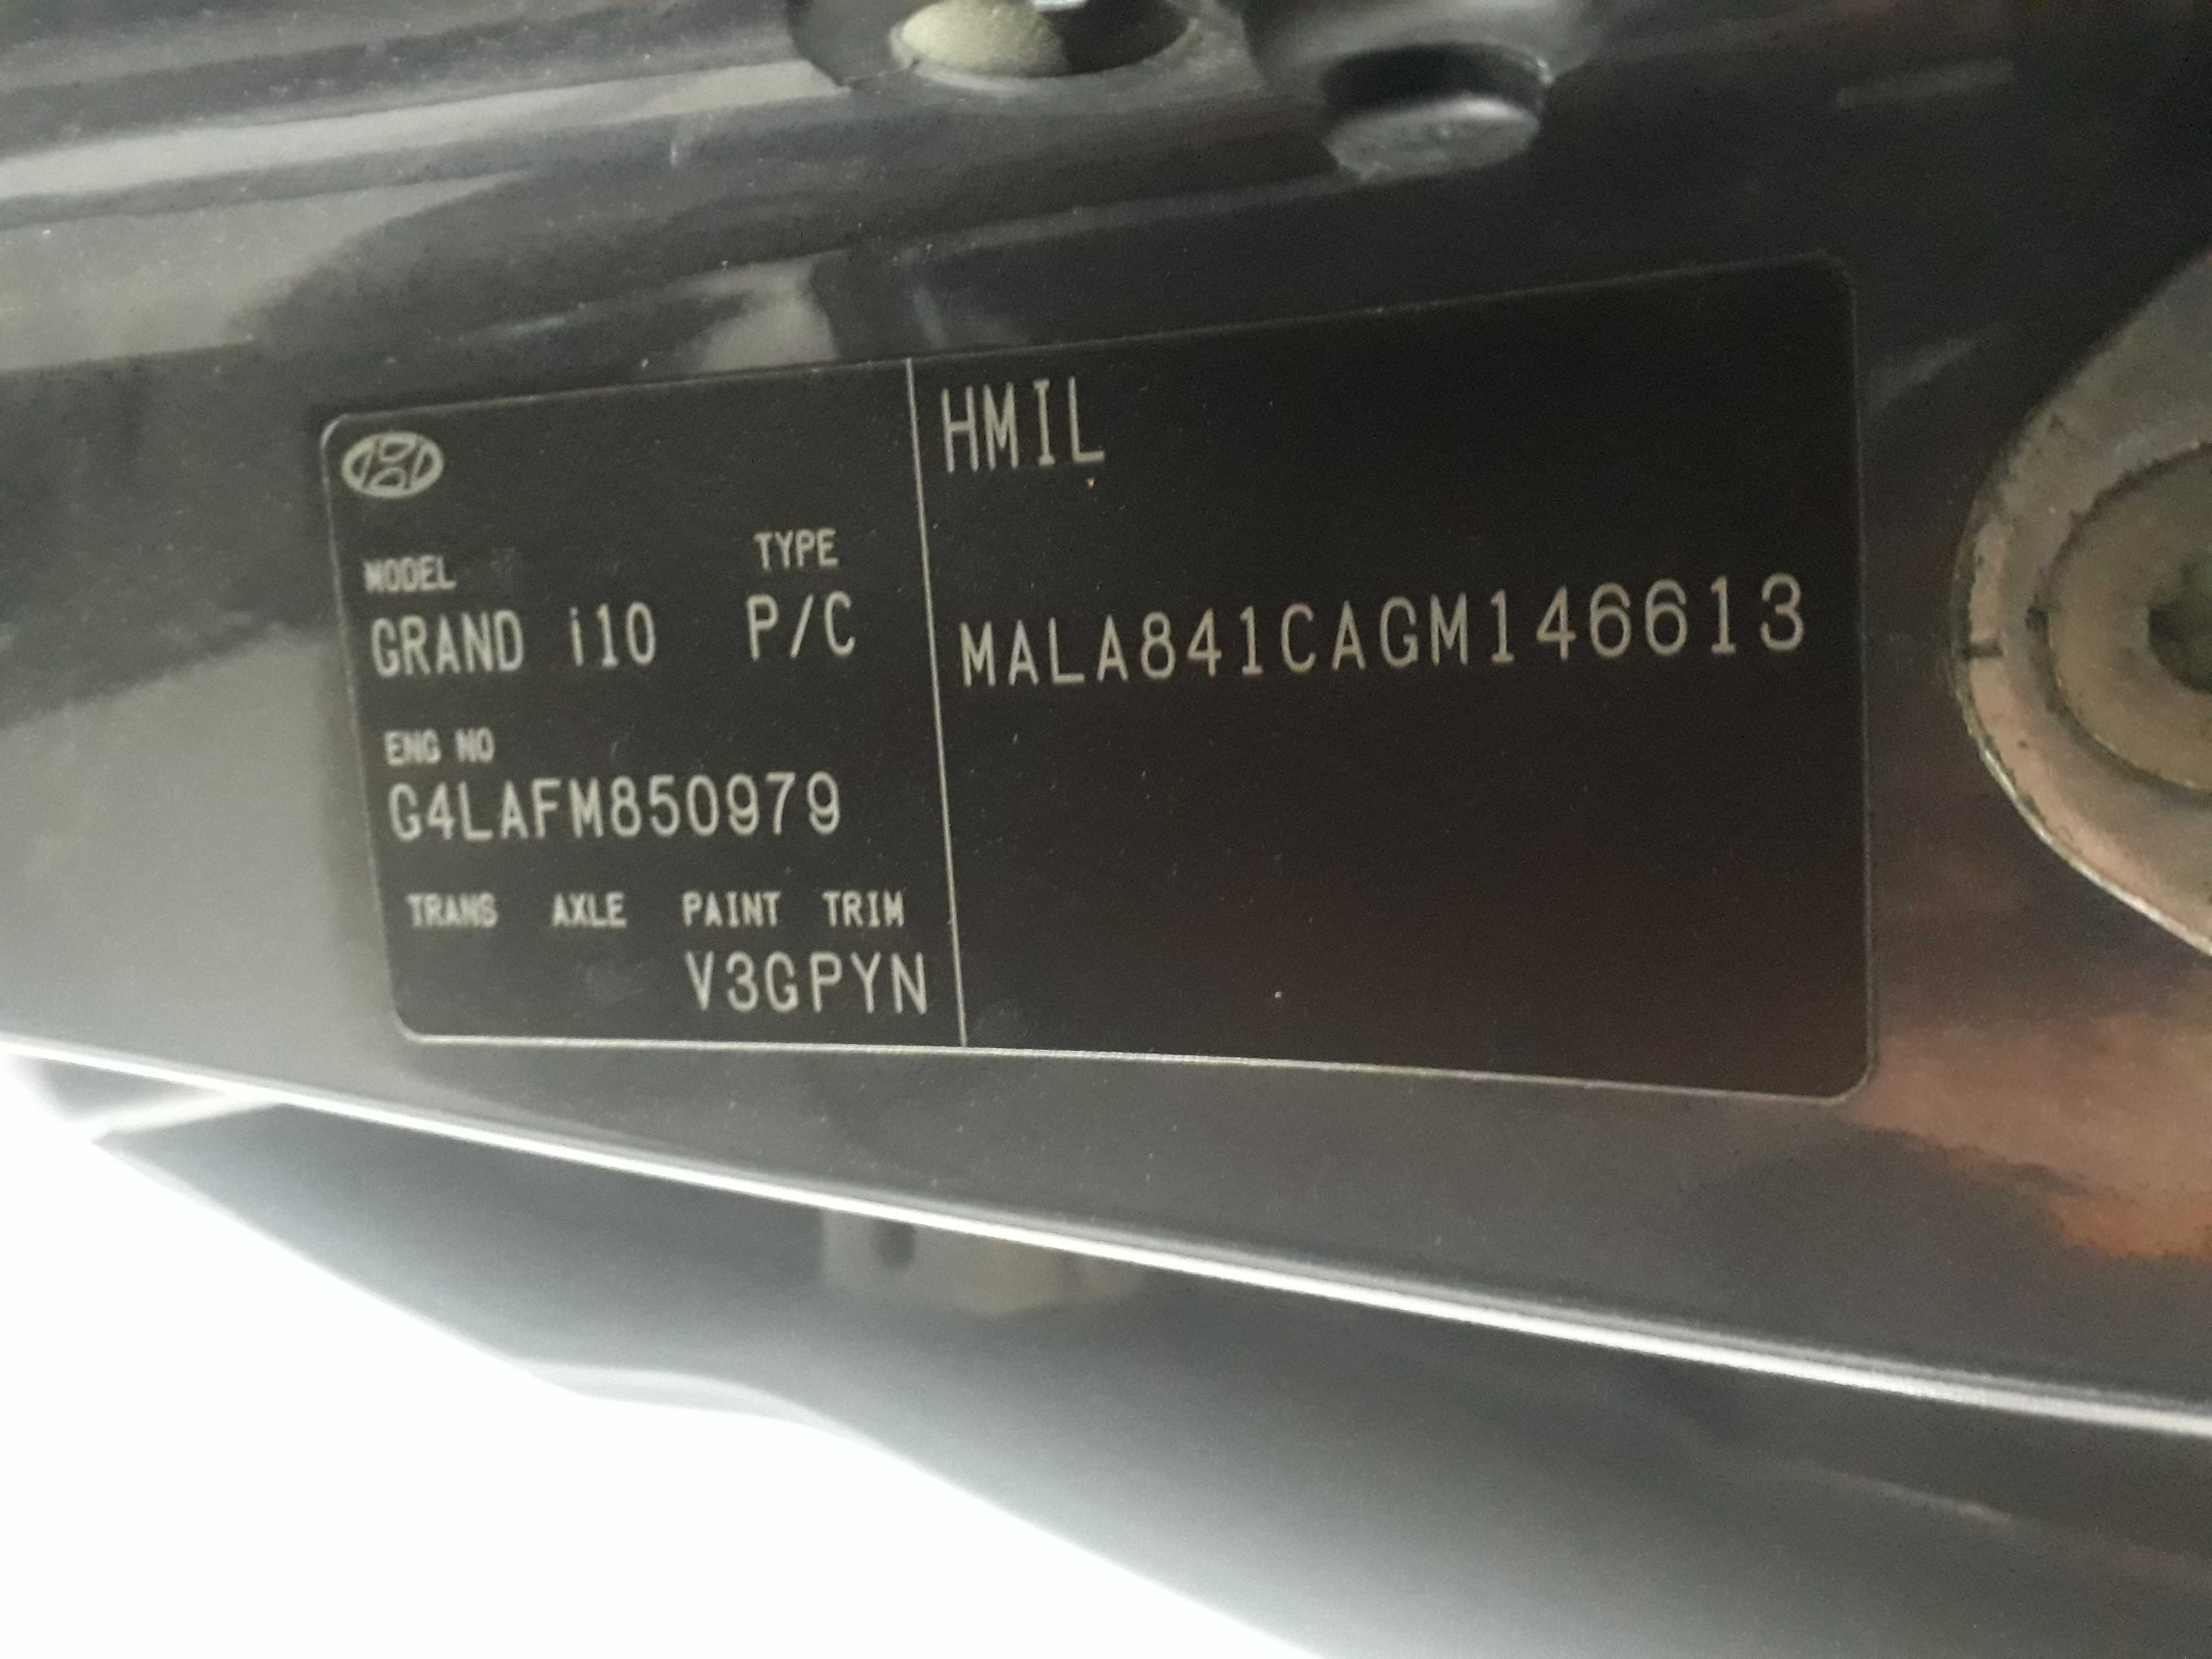 HMIL
MODEL TYPE
GRAND i10 P/C
MALA841CAGM146613
ENG NO
G4LAFM850979
TRANS AXLE PAINT TRIM
V3GPYN